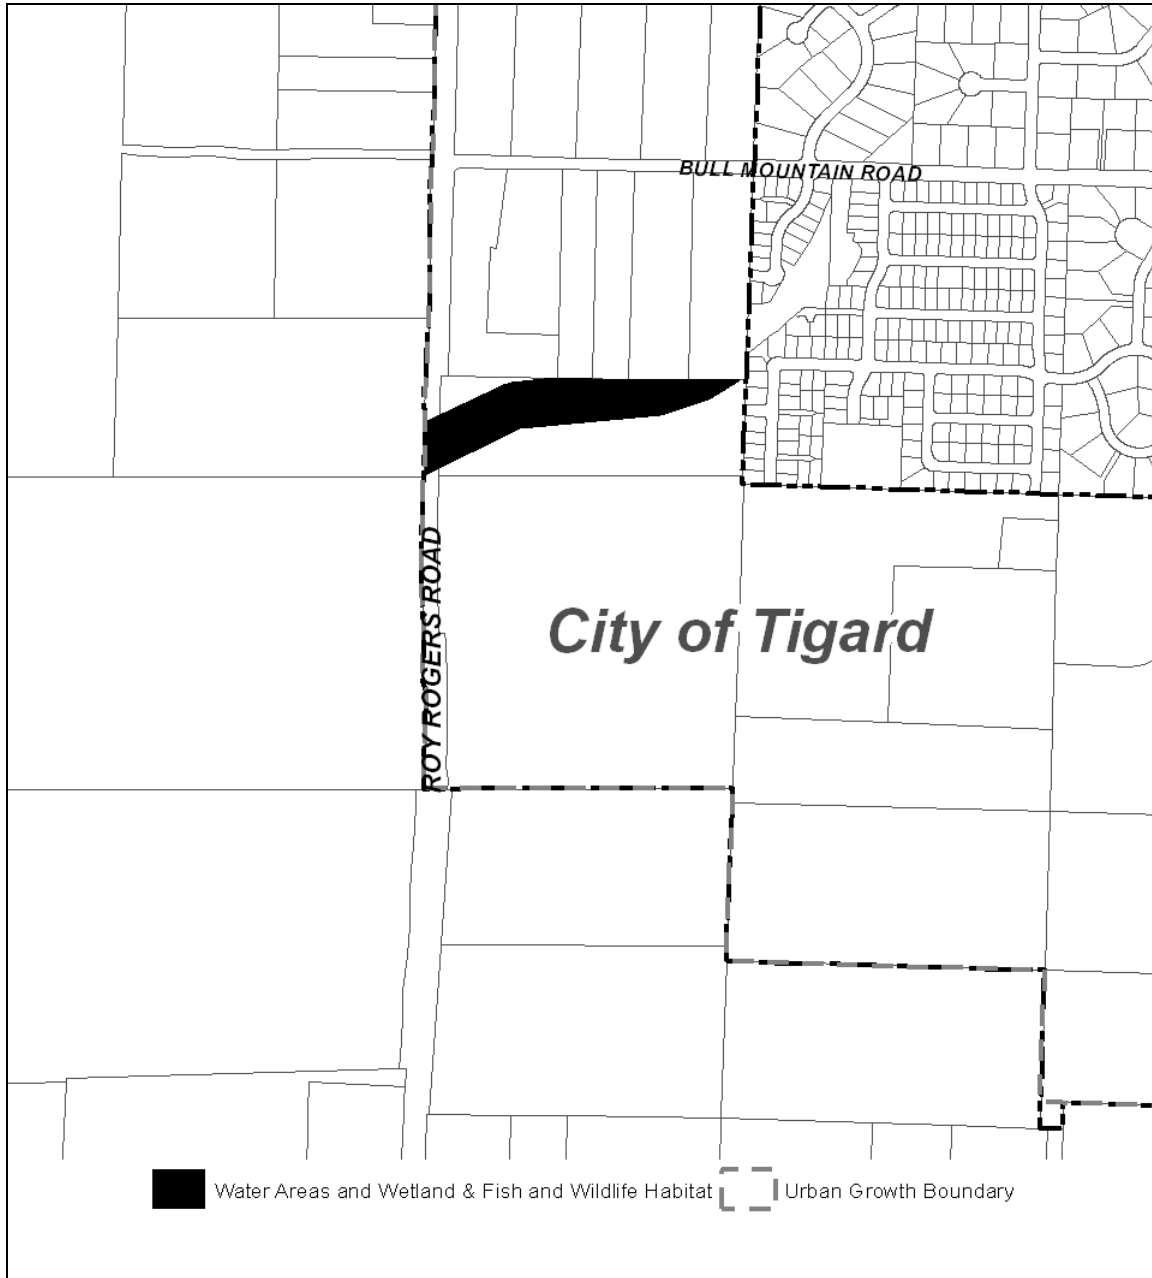 BULL MOUNTAIN ROAD
ROY ROGERS ROAD
City of Tigard
Water Areas and Wetland & Fish and Wildlife Habitat
Urban Growth Boundary